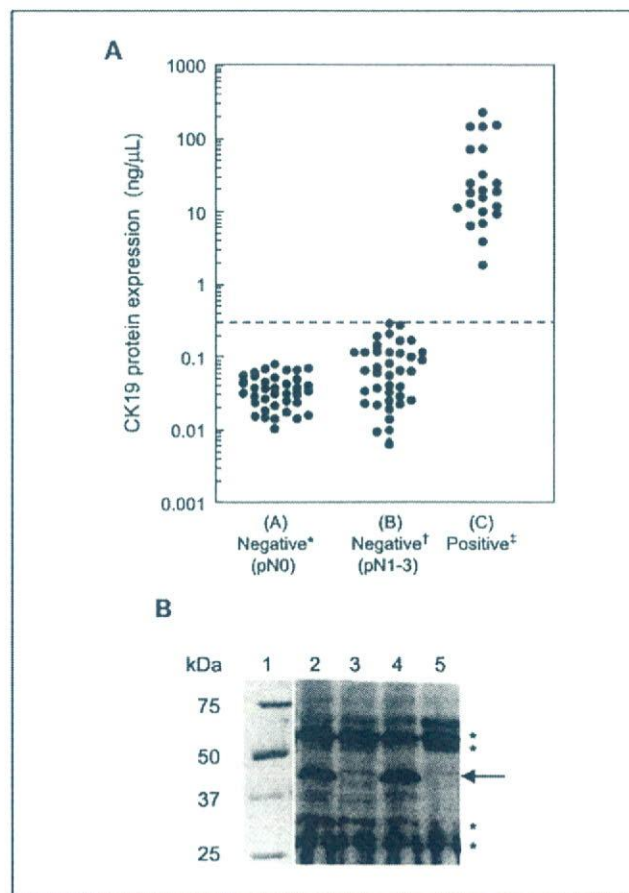 A
1000
100
10
1
0.1
0.01
0.001
CK19 protein expression (ng/μL)
(A) (B) (C)
Negative* Negative† Positive‡
(pN0) (pN1-3)
B
kDa 1 2 3 4 5
75
*
50 *
37
*
25 *